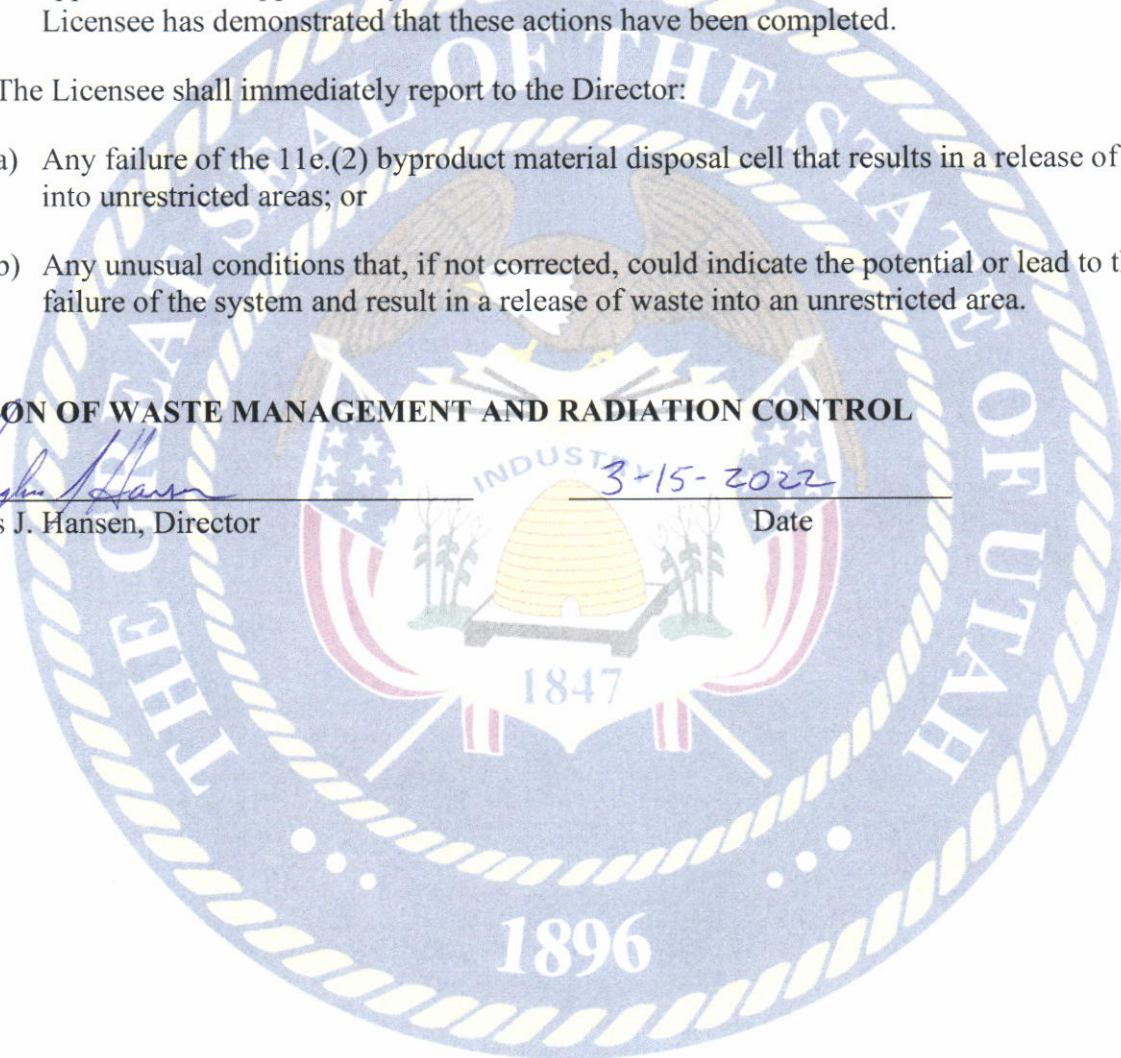 Licensee has demonstrated that these actions have been completed.
The Licensee shall immediately report to the Director:
a) Any failure of the 11e.(2) byproduct material disposal cell that results in a release of
into unrestricted areas; or
b) Any unusual conditions that, if not corrected, could indicate the potential or lead to th
failure of the system and result in a release of waste into an unrestricted area.
ON OF WASTE MANAGEMENT AND RADIATION CONTROL
3-15-2022
s J. Hansen, Director
Date
THE GREAT SEAL OF THE STATE OF UTAH
INDUSTRY
1847
1896